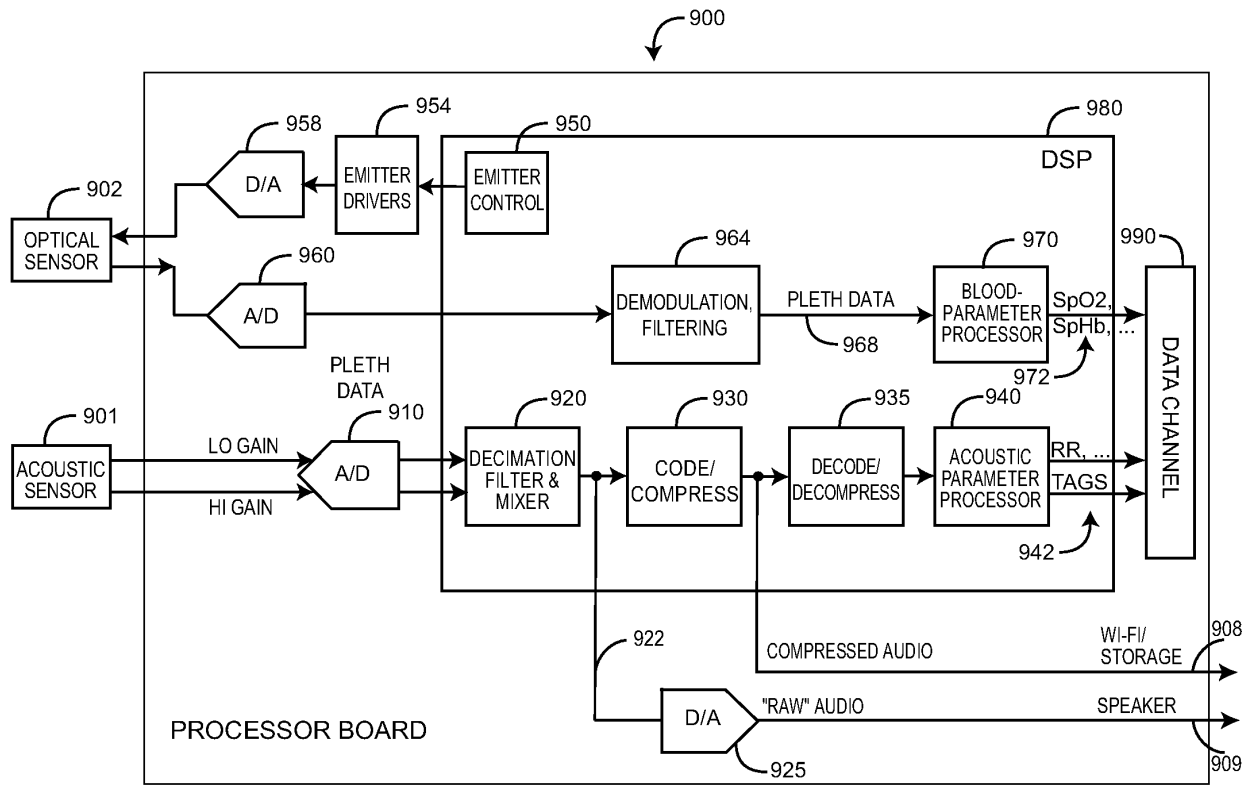 900
958
954
950
980
DSP
D/A
EMITTER
DRIVERS
EMITTER
CONTROL
902
OPTICAL
SENSOR
960
A/D
964
DEMODULATION,
FILTERING
PLETH DATA
968
970
BLOOD-
PARAMETER
PROCESSOR
SpO2,
SpHb, ...
972
990
DATA CHANNEL
PLETH
DATA
901
ACOUSTIC
SENSOR
LO GAIN
HI GAIN
910
A/D
920
DECIMATION
FILTER &
MIXER
930
CODE/
COMPRESS
935
DECODE/
DECOMPRESS
940
ACOUSTIC
PARAMETER
PROCESSOR
RR, ...
TAGS
942
922
COMPRESSED AUDIO
WI-FI/
STORAGE
908
D/A
925
"RAW" AUDIO
SPEAKER
909
PROCESSOR BOARD